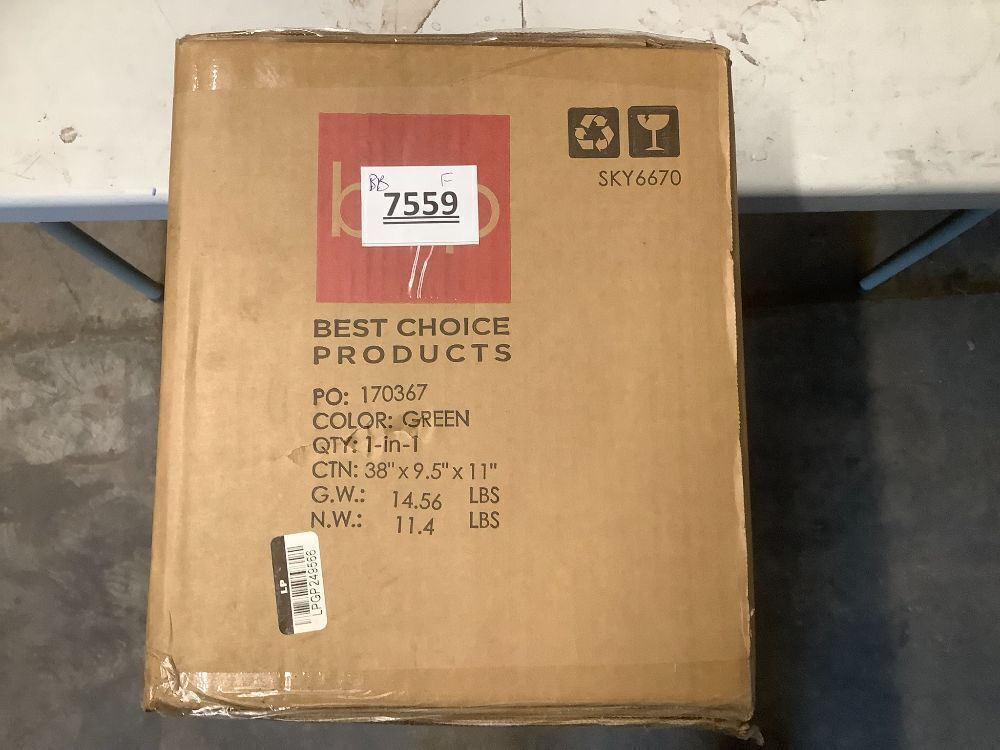 SKY6670
BB F
7559
b p
BEST CHOICE
PRODUCTS
PO: 170367
COLOR: GREEN
QTY: 1-in-1
CTN: 38" x 9.5" x 11"
G.W.: 14.56 LBS
N.W.: 11.4 LBS
LP
LPGP249566